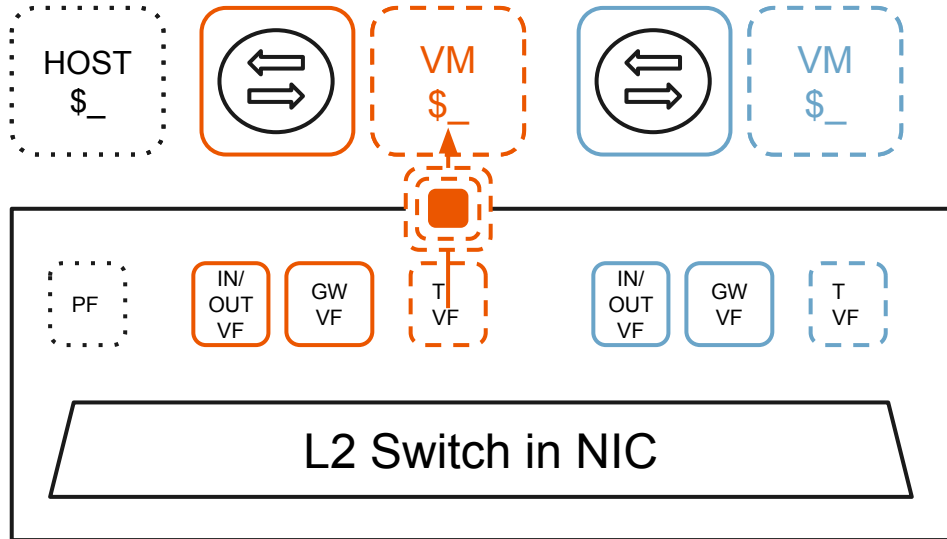 HOST
$_
VM
$_
VM
$_
PF
IN/
OUT
VF
GW
VF
T
VF
IN/
OUT
VF
GW
VF
T
VF
L2 Switch in NIC